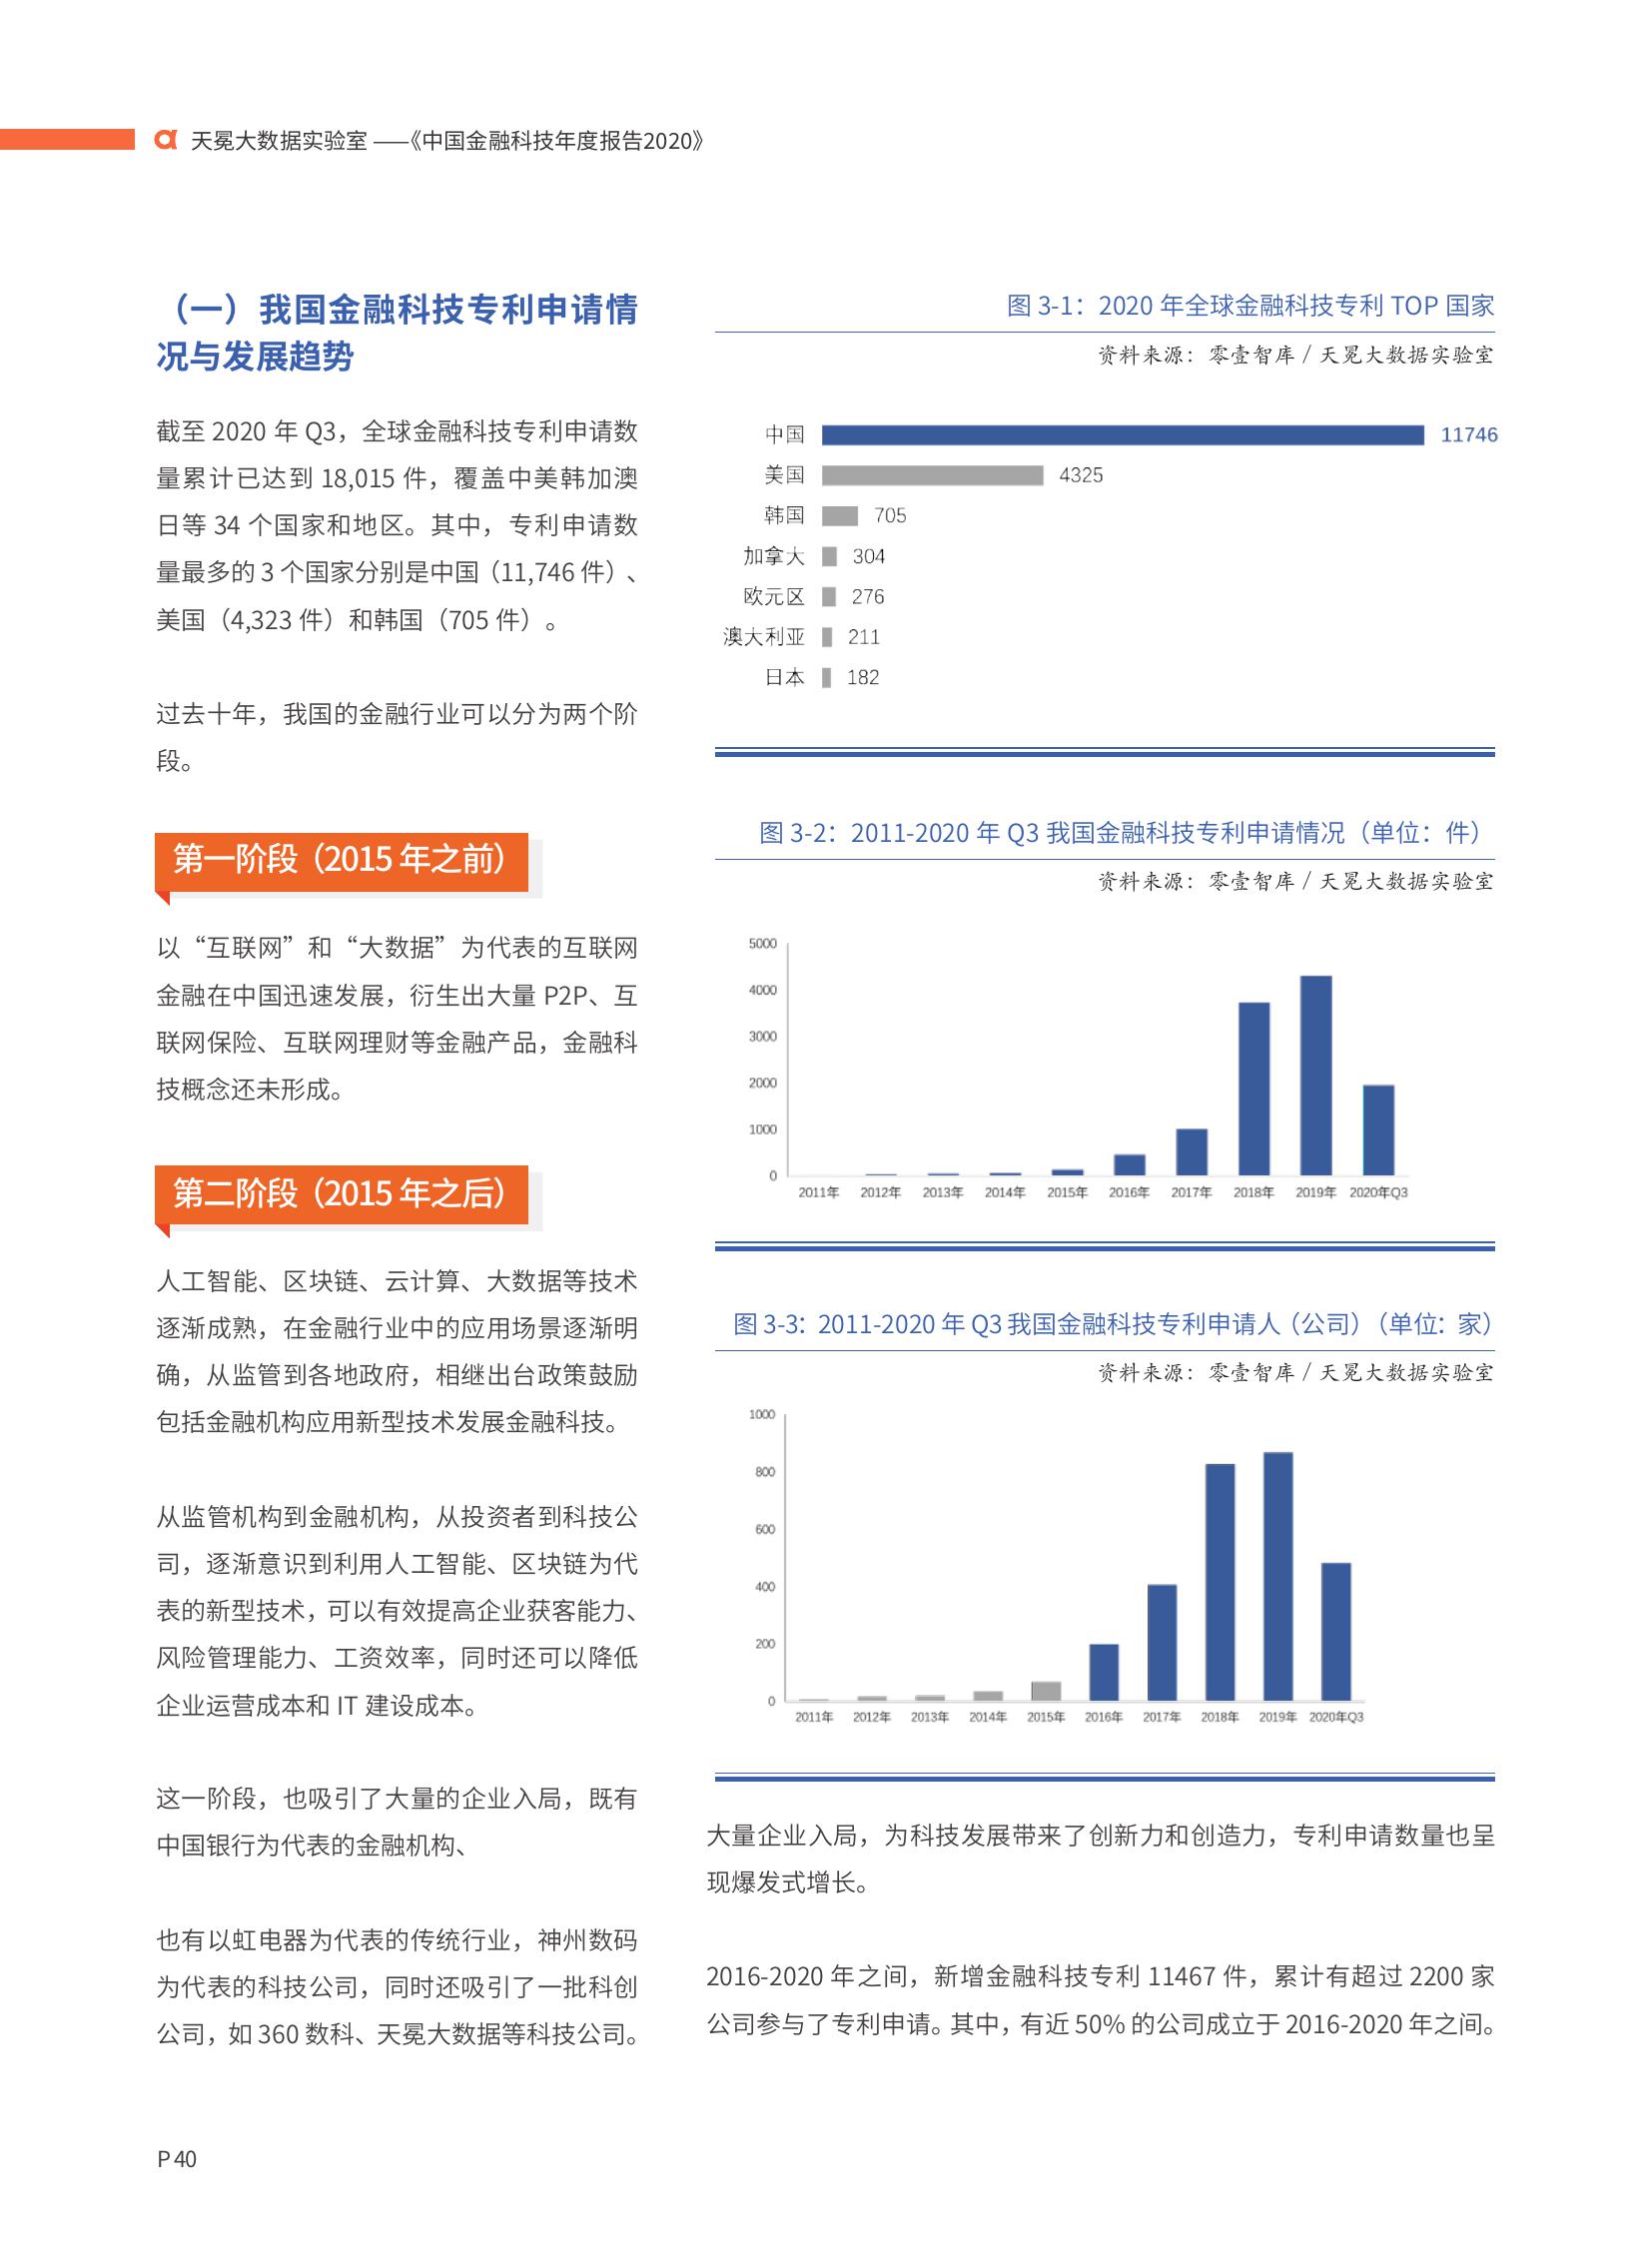 天冕大数据实验室 ——《中国金融科技年度报告2020》
（一）我国金融科技专利申请情
况与发展趋势
截至 2020 年 Q3，全球金融科技专利申请数
量累计已达到 18,015 件，覆盖中美韩加澳
日等 34 个国家和地区。其中，专利申请数
量最多的 3 个国家分别是中国（11,746 件）、
美国（4,323 件）和韩国（705 件）。
过去十年，我国的金融行业可以分为两个阶
段。
第一阶段（2015 年之前）
以“互联网”和“大数据”为代表的互联网
金融在中国迅速发展，衍生出大量 P2P、互
联网保险、互联网理财等金融产品，金融科
技概念还未形成。
第二阶段（2015 年之后）
人工智能、区块链、云计算、大数据等技术
逐渐成熟，在金融行业中的应用场景逐渐明
确，从监管到各地政府，相继出台政策鼓励
包括金融机构应用新型技术发展金融科技。
从监管机构到金融机构，从投资者到科技公
司，逐渐意识到利用人工智能、区块链为代
表的新型技术，可以有效提高企业获客能力、
风险管理能力、工资效率，同时还可以降低
企业运营成本和 IT 建设成本。
这一阶段，也吸引了大量的企业入局，既有
中国银行为代表的金融机构、
也有以虹电器为代表的传统行业，神州数码
为代表的科技公司，同时还吸引了一批科创
公司，如 360 数科、天冕大数据等科技公司。
图 3-1：2020 年全球金融科技专利 TOP 国家
资料来源：零壹智库 / 天冕大数据实验室
中国 11746
美国 4325
韩国 705
加拿大 304
欧元区 276
澳大利亚 211
日本 182
图 3-2：2011-2020 年 Q3 我国金融科技专利申请情况（单位：件）
资料来源：零壹智库 / 天冕大数据实验室
5000
4000
3000
2000
1000
0
2011年 2012年 2013年 2014年 2015年 2016年 2017年 2018年 2019年 2020年Q3
图 3-3：2011-2020 年 Q3 我国金融科技专利申请人（公司）（单位：家）
资料来源：零壹智库 / 天冕大数据实验室
1000
800
600
400
200
0
2011年 2012年 2013年 2014年 2015年 2016年 2017年 2018年 2019年 2020年Q3
大量企业入局，为科技发展带来了创新力和创造力，专利申请数量也呈
现爆发式增长。
2016-2020 年之间，新增金融科技专利 11467 件，累计有超过 2200 家
公司参与了专利申请。其中，有近 50% 的公司成立于 2016-2020 年之间。
P40